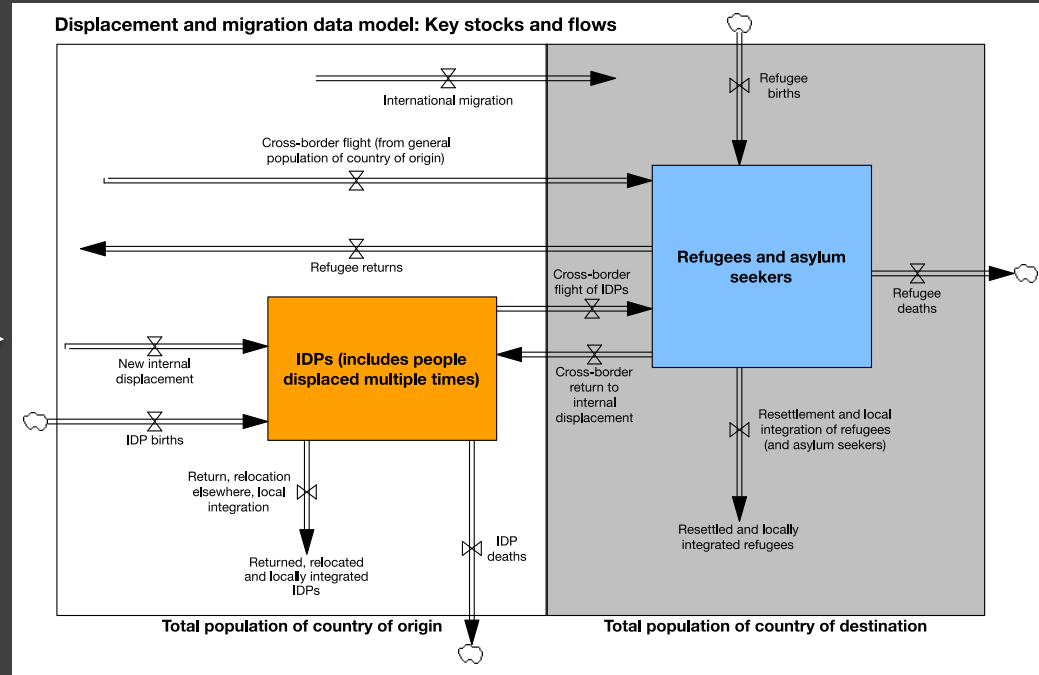 Displacement and migration data model: Key stocks and flows
International migration
Refugee
births
Cross-border flight (from general
population of country of origin)
Refugee returns
Refugees and asylum
seekers
Cross-border
flight of IDPs
Refugee
deaths
New internal
displacement
IDPs (includes people
displaced multiple times)
Cross-border
return to
internal
displacement
IDP births
Resettlement and local
integration of refugees
(and asylum seekers)
Return, relocation
elsewhere, local
integration
Resettled and locally
integrated refugees
IDP
deaths
Returned, relocated
and locally integrated
IDPs
Total population of country of origin
Total population of country of destination